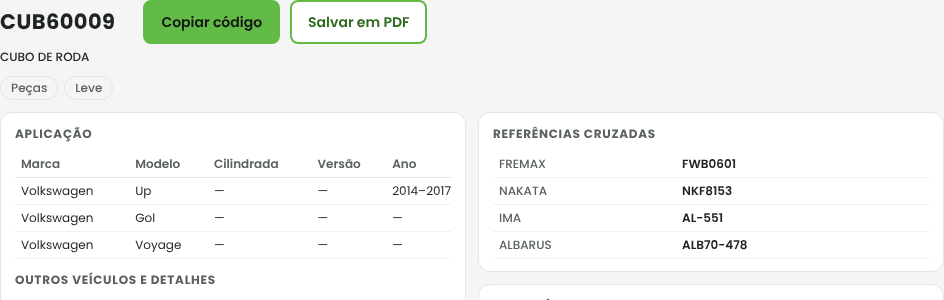 CUB60009
Copiar código
Salvar em PDF
CUBO DE RODA
Peças
Leve
APLICAÇÃO
Marca Modelo Cilindrada Versão Ano
Volkswagen Up — — 2014–2017
Volkswagen Gol — — —
Volkswagen Voyage — — —
OUTROS VEÍCULOS E DETALHES
REFERÊNCIAS CRUZADAS
FREMAX FWB0601
NAKATA NKF8153
IMA AL-551
ALBARUS ALB70-478